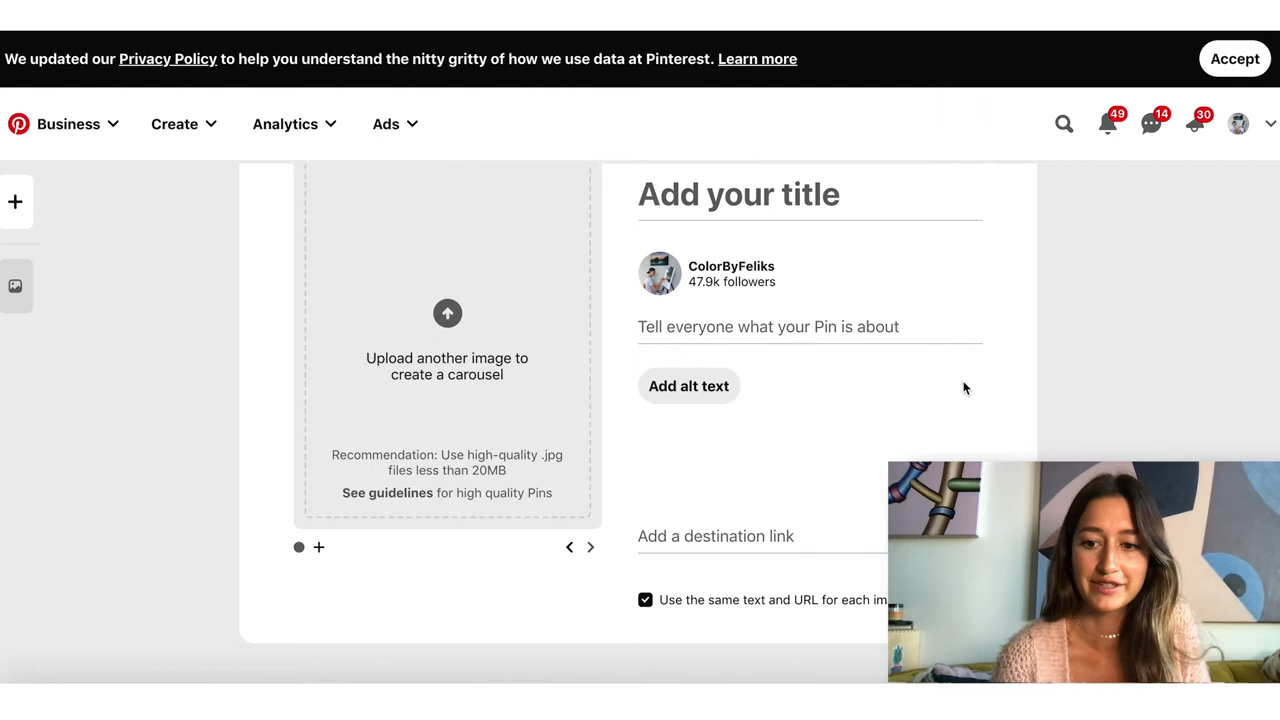 We updated our Privacy Policy to help you understand the nitty gritty of how we use data at Pinterest. Learn more
Accept
Business
Create
Analytics
Ads
49
14
30
Add your title
ColorByFeliks
47.9k followers
Tell everyone what your Pin is about
Add alt text
Upload another image to
create a carousel
Recommendation: Use high-quality .jpg
files less than 20MB
See guidelines for high quality Pins
Add a destination link
Use the same text and URL for each im